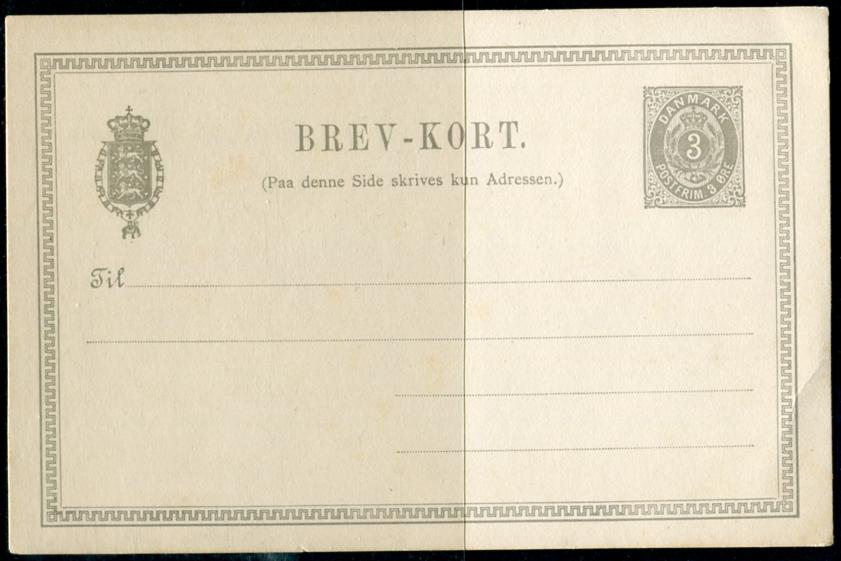 BREV-KORT.
(Paa denne Side skrives kun Adressen.)
DANMARK
3
POSTFRIM. 3 ØRE
Til